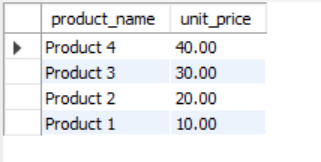 product_name unit_price
Product 4 40.00
Product 3 30.00
Product 2 20.00
Product 1 10.00